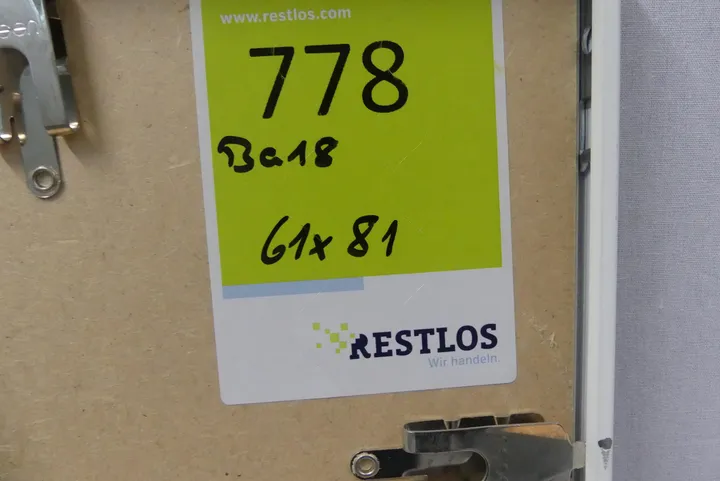 www.restlos.com
778
Ba18
61x81
RESTLOS
Wir handeln.